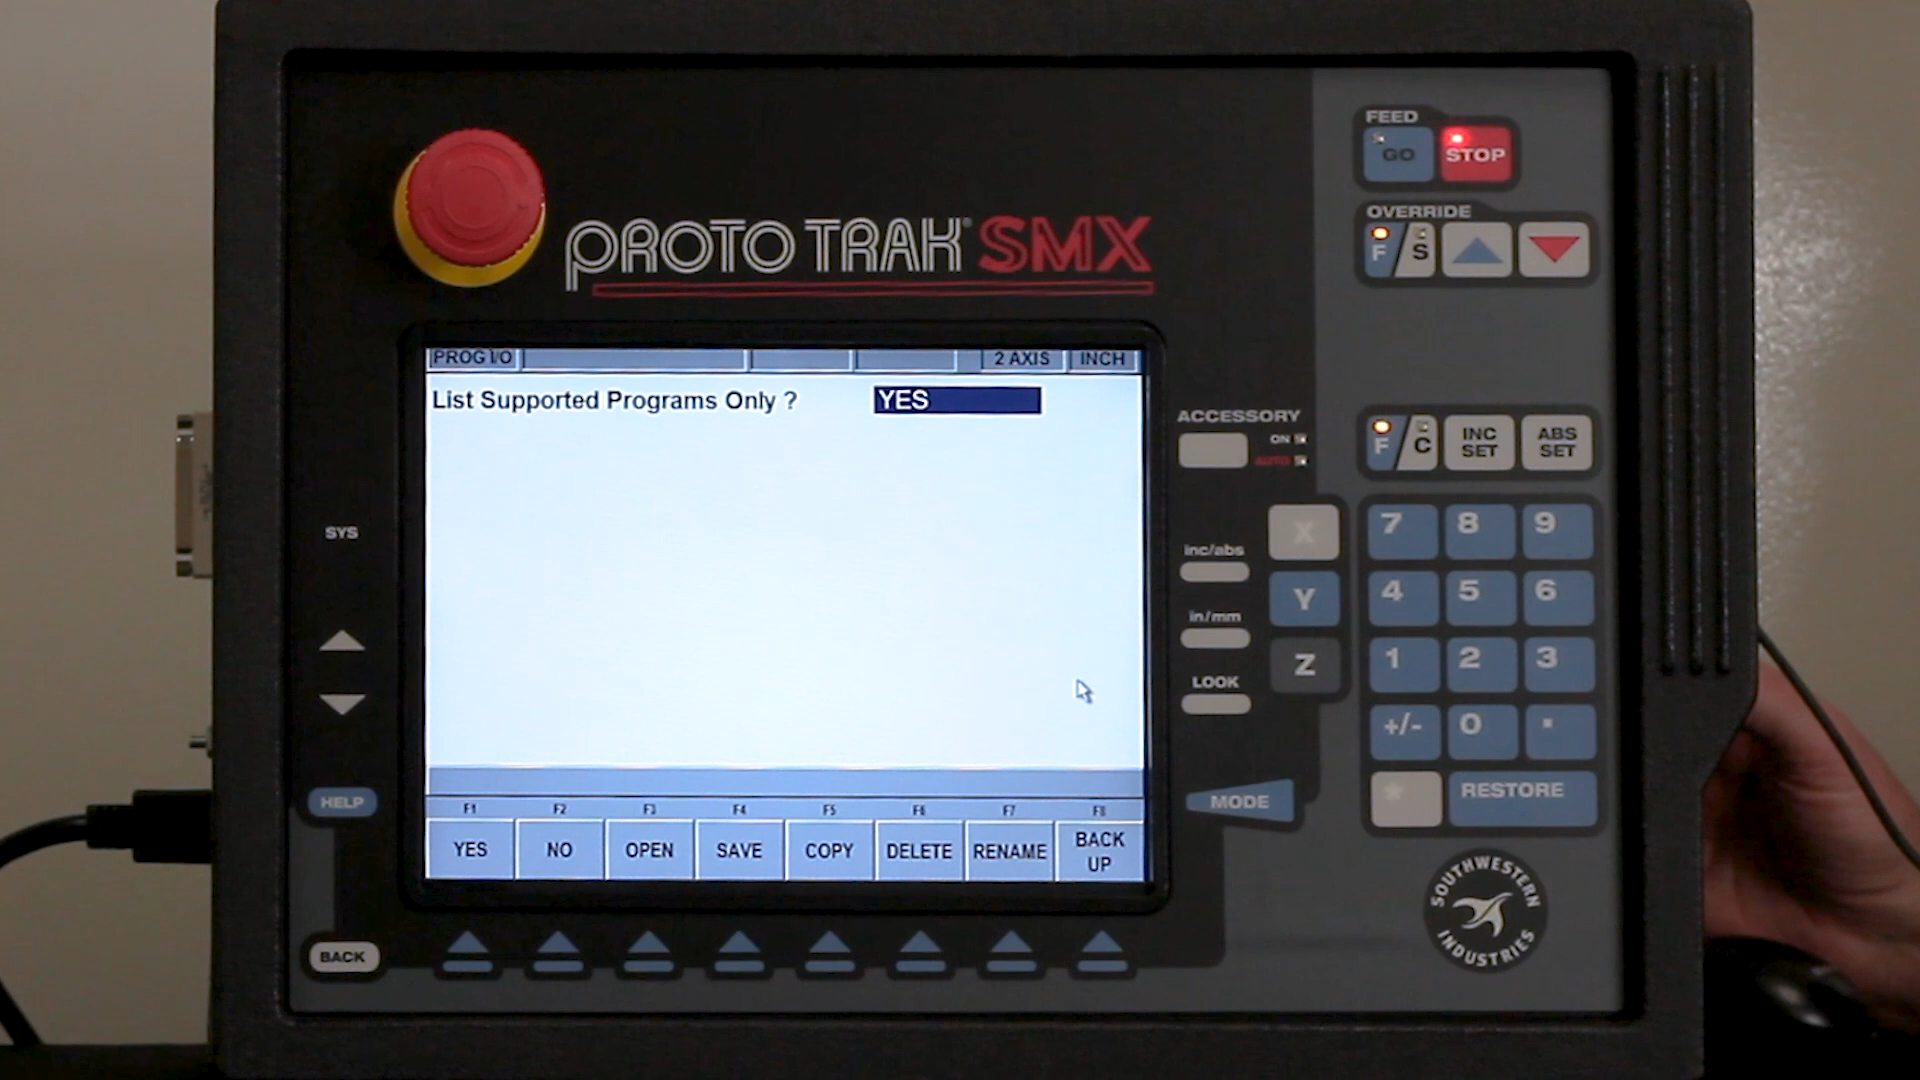 FEED
GO STOP
OVERRIDE
F S
PROTOTRAK® SMX
PROG I/O 2 AXIS INCH
List Supported Programs Only ? YES
ACCESSORY
ON
AUTO
F C INC SET ABS SET
SYS
inc/abs
in/mm
LOOK
X
Y
Z
7 8 9
4 5 6
1 2 3
+/- 0 .
* RESTORE
HELP
MODE
F1 F2 F3 F4 F5 F6 F7 F8
YES NO OPEN SAVE COPY DELETE RENAME BACK UP
BACK
SOUTHWESTERN
INDUSTRIES